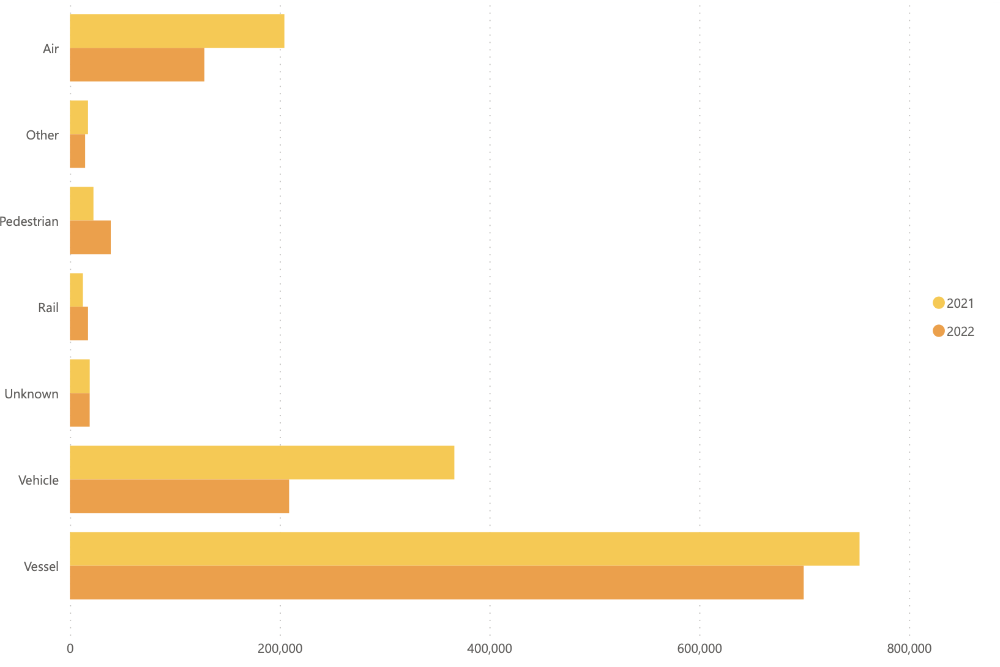 Air
Other
Pedestrian
Rail
Unknown
Vehicle
Vessel
2021
2022
0 200,000 400,000 600,000 800,000